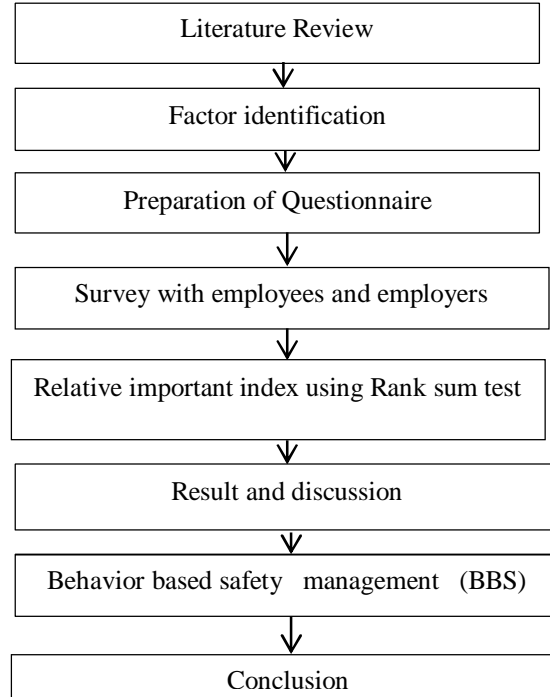 Literature Review
Factor identification
Preparation of Questionnaire
Survey with employees and employers
Relative important index using Rank sum test
Result and discussion
Behavior based safety management (BBS)
Conclusion